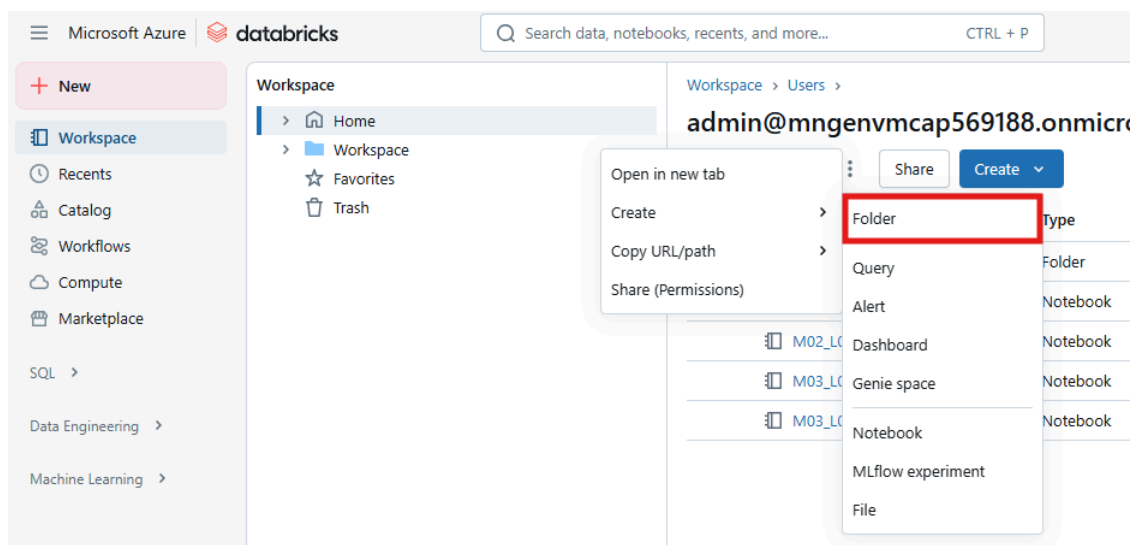 Microsoft Azure databricks
Search data, notebooks, recents, and more... CTRL + P
New
Workspace
Recents
Catalog
Workflows
Compute
Marketplace
SQL
Data Engineering
Machine Learning
Workspace
Home
Workspace
Favorites
Trash
Workspace > Users >
admin@mngenvmcap569188.onmicr
Share Create
Open in new tab
Create
Copy URL/path
Share (Permissions)
Folder
Query
Alert
Dashboard
Genie space
Notebook
MLflow experiment
File
Type
Folder
Notebook
M02_L0 Notebook
M03_L0 Notebook
M03_L0 Notebook